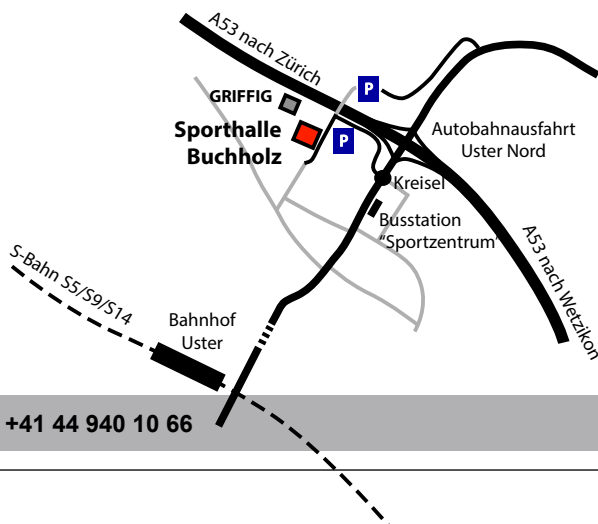 A53 nach Zürich
P
GRIFFIG
Sporthalle
Buchholz
P
Autobahnausfahrt
Uster Nord
Kreisel
Busstation
“Sportzentrum”
A53 nach Wetzikon
S-Bahn S5/S9/S14
Bahnhof
Uster
+41 44 940 10 66